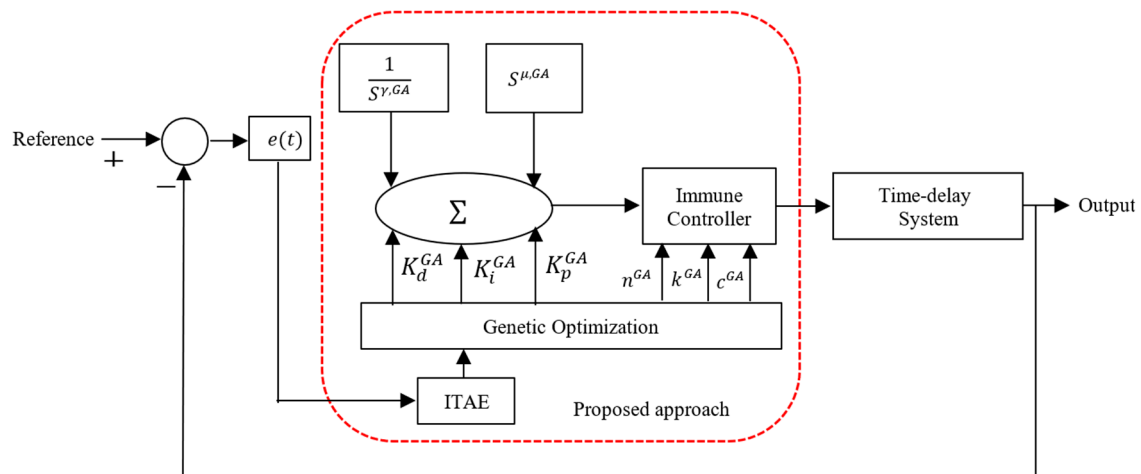 1
S^γ,GA
S^μ,GA
Reference
+
−
e(t)
Σ
Immune
Controller
Time-delay
System
Output
K_d^GA
K_i^GA
K_p^GA
n^GA
k^GA
c^GA
Genetic Optimization
ITAE
Proposed approach